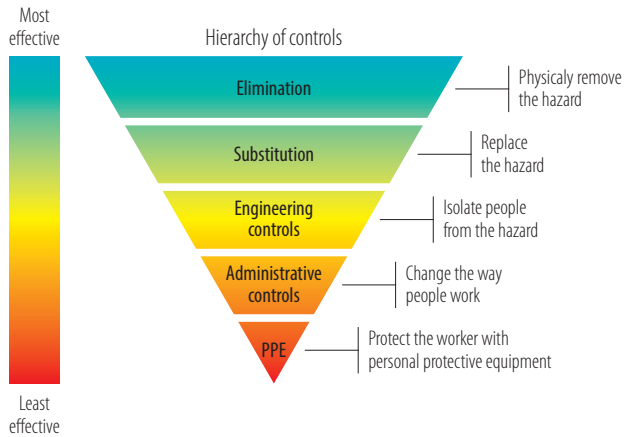 Most
effective
Hierarchy of controls
Elimination
Physicaly remove
the hazard
Substitution
Replace
the hazard
Engineering
controls
Isolate people
from the hazard
Administrative
controls
Change the way
people work
PPE
Protect the worker with
personal protective equipment
Least
effective